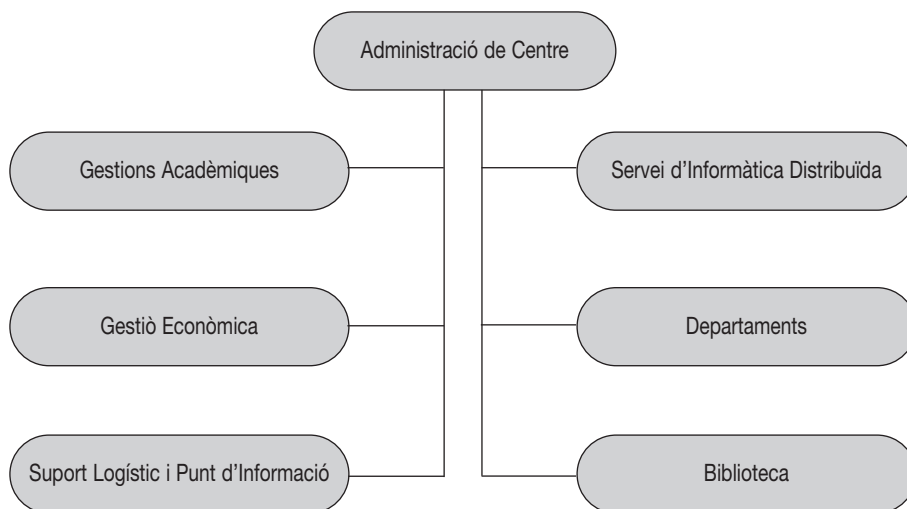 Administració de Centre
Gestions Acadèmiques
Servei d'Informàtica Distribuïda
Gestiò Econòmica
Departaments
Suport Logístic i Punt d'Informació
Biblioteca